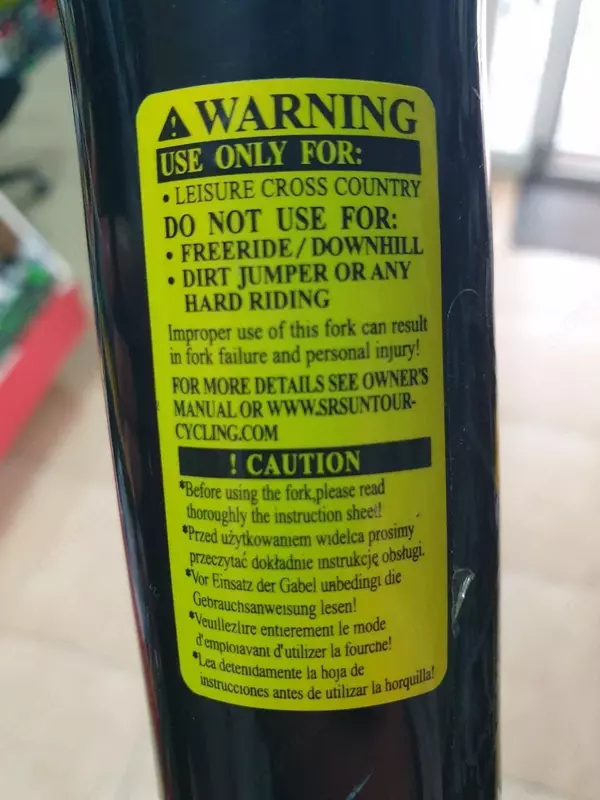 ⚠ WARNING
USE ONLY FOR:
• LEISURE CROSS COUNTRY
DO NOT USE FOR:
• FREERIDE / DOWNHILL
• DIRT JUMPER OR ANY
HARD RIDING
Improper use of this fork can result
in fork failure and personal injury!
FOR MORE DETAILS SEE OWNER'S
MANUAL OR WWW.SRSUNTOUR-
CYCLING.COM
! CAUTION
*Before using the fork,please read
thoroughly the instruction sheet!
*Przed użytkowaniem widelca prosimy
przeczytać dokładnie instrukcję obsługi.
*Vor Einsatz der Gabel unbedingt die
Gebrauchsanweisung lesen!
*Veuillezlire entierement le mode
d'emploiavant d'utilizer la fourche!
*Lea detenidamente la hoja de
instrucciones antes de utilizar la horquilla!